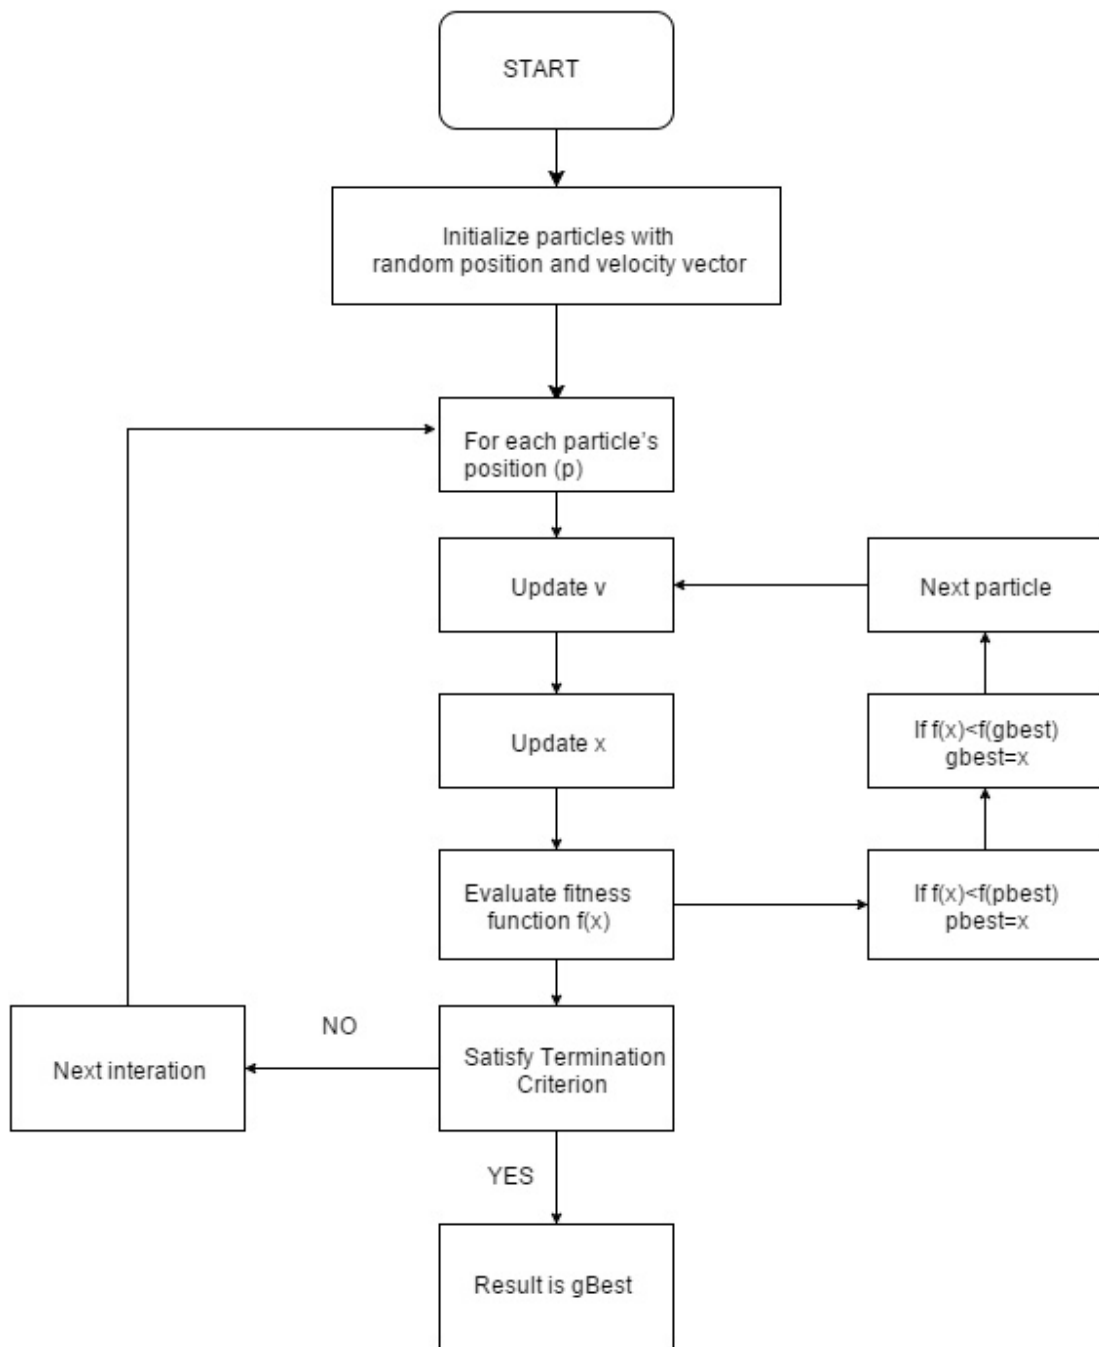 START
Initialize particles with
random position and velocity vector
For each particle's
position (p)
Update v
Next particle
Update x
If f(x)<f(gbest)
gbest=x
Evaluate fitness
function f(x)
If f(x)<f(pbest)
pbest=x
NO
Next interation
Satisfy Termination
Criterion
YES
Result is gBest